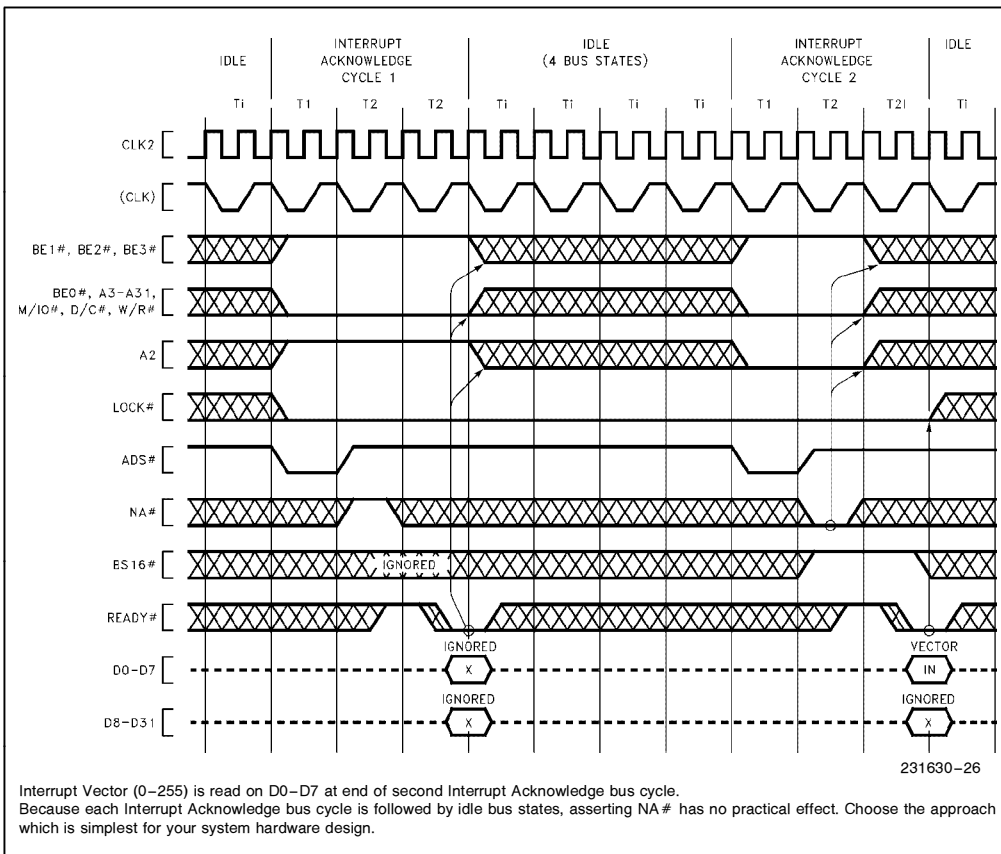 IDLE
INTERRUPT
ACKNOWLEDGE
CYCLE 1
IDLE
(4 BUS STATES)
INTERRUPT
ACKNOWLEDGE
CYCLE 2
IDLE
Ti T1 T2 T2 Ti Ti Ti Ti T1 T2 T2I Ti
CLK2
(CLK)
BE1#, BE2#, BE3#
BE0#, A3-A31,
M/IO#, D/C#, W/R#
A2
LOCK#
ADS#
NA#
BS16#
IGNORED
READY#
IGNORED
VECTOR
D0-D7
X
IN
IGNORED
IGNORED
D8-D31
X
X
231630-26
Interrupt Vector (0-255) is read on D0-D7 at end of second Interrupt Acknowledge bus cycle.
Because each Interrupt Acknowledge bus cycle is followed by idle bus states, asserting NA# has no practical effect. Choose the approach
which is simplest for your system hardware design.